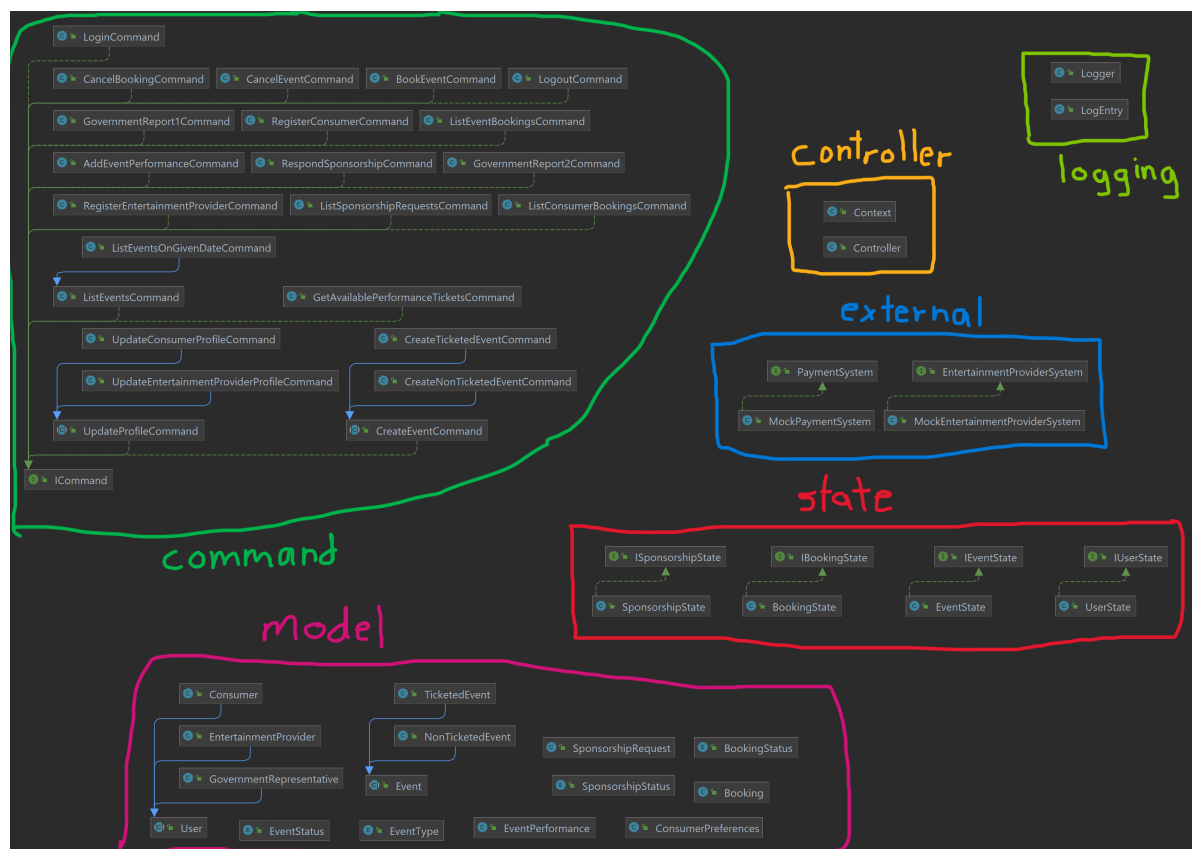 LoginCommand
CancelBookingCommand CancelEventCommand BookEventCommand LogoutCommand
GovernmentReport1Command RegisterConsumerCommand ListEventBookingsCommand
AddEventPerformanceCommand RespondSponsorshipCommand GovernmentReport2Command
RegisterEntertainmentProviderCommand ListSponsorshipRequestsCommand ListConsumerBookingsCommand
ListEventsOnGivenDateCommand
ListEventsCommand GetAvailablePerformanceTicketsCommand
UpdateConsumerProfileCommand CreateTicketedEventCommand
UpdateEntertainmentProviderProfileCommand CreateNonTicketedEventCommand
UpdateProfileCommand CreateEventCommand
ICommand
command
Logger
LogEntry
logging
controller
Context
Controller
external
PaymentSystem EntertainmentProviderSystem
MockPaymentSystem MockEntertainmentProviderSystem
state
ISponsorshipState IBookingState IEventState IUserState
SponsorshipState BookingState EventState UserState
model
Consumer TicketedEvent
EntertainmentProvider NonTicketedEvent SponsorshipRequest BookingStatus
GovernmentRepresentative Event SponsorshipStatus Booking
User EventStatus EventType EventPerformance ConsumerPreferences